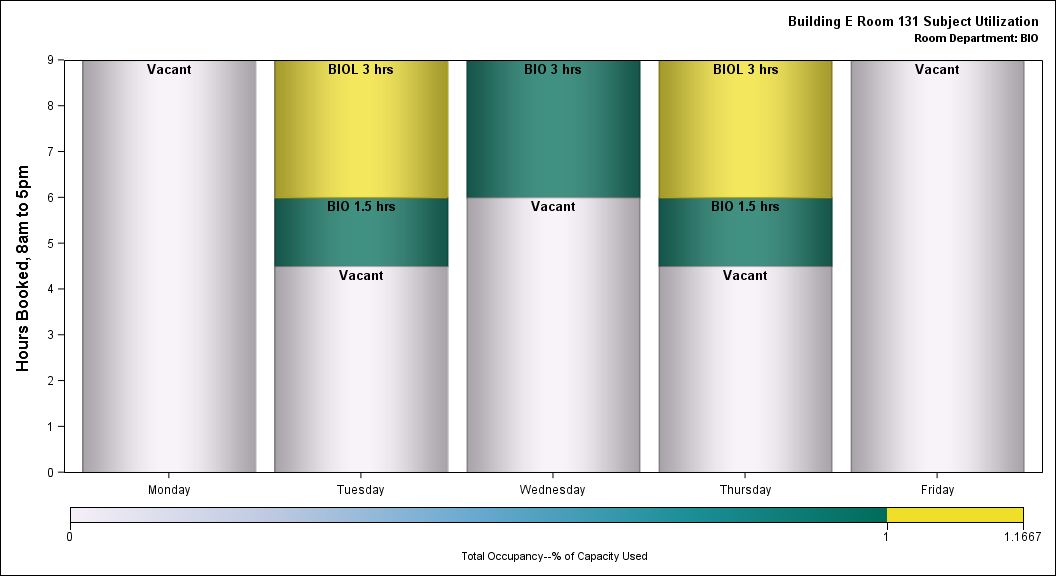 Building E Room 131 Subject Utilization
Room Department: BIO
Hours Booked, 8am to 5pm
9
8
7
6
5
4
3
2
1
0
Vacant
BIOL 3 hrs
BIO 3 hrs
BIOL 3 hrs
Vacant
BIO 1.5 hrs
Vacant
BIO 1.5 hrs
Vacant
Vacant
Monday
Tuesday
Wednesday
Thursday
Friday
0
1
1.1667
Total Occupancy--% of Capacity Used